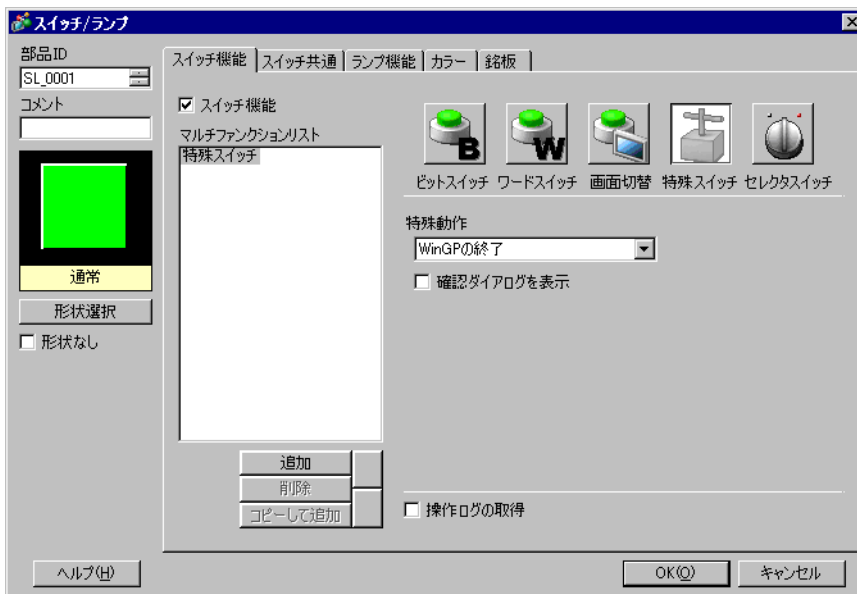 スイッチ/ランプ
部品ID
SL_0001
コメント
通常
形状選択
形状なし
スイッチ機能
スイッチ共通
ランプ機能
カラー
銘板
スイッチ機能
マルチファンクションリスト
特殊スイッチ
追加
削除
コピーして追加
B
W
ビットスイッチ
ワードスイッチ
画面切替
特殊スイッチ
セレクタスイッチ
特殊動作
WinGPの終了
確認ダイアログを表示
操作ログの取得
ヘルプ(H)
OK(O)
キャンセル